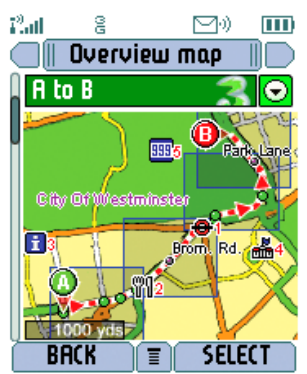 3G
Overview map
A to B
3
B
999 5
Park Lane
City Of Westminster
1
i 3
Brom. Rd.
4
A
2
1000 yds
BACK
SELECT